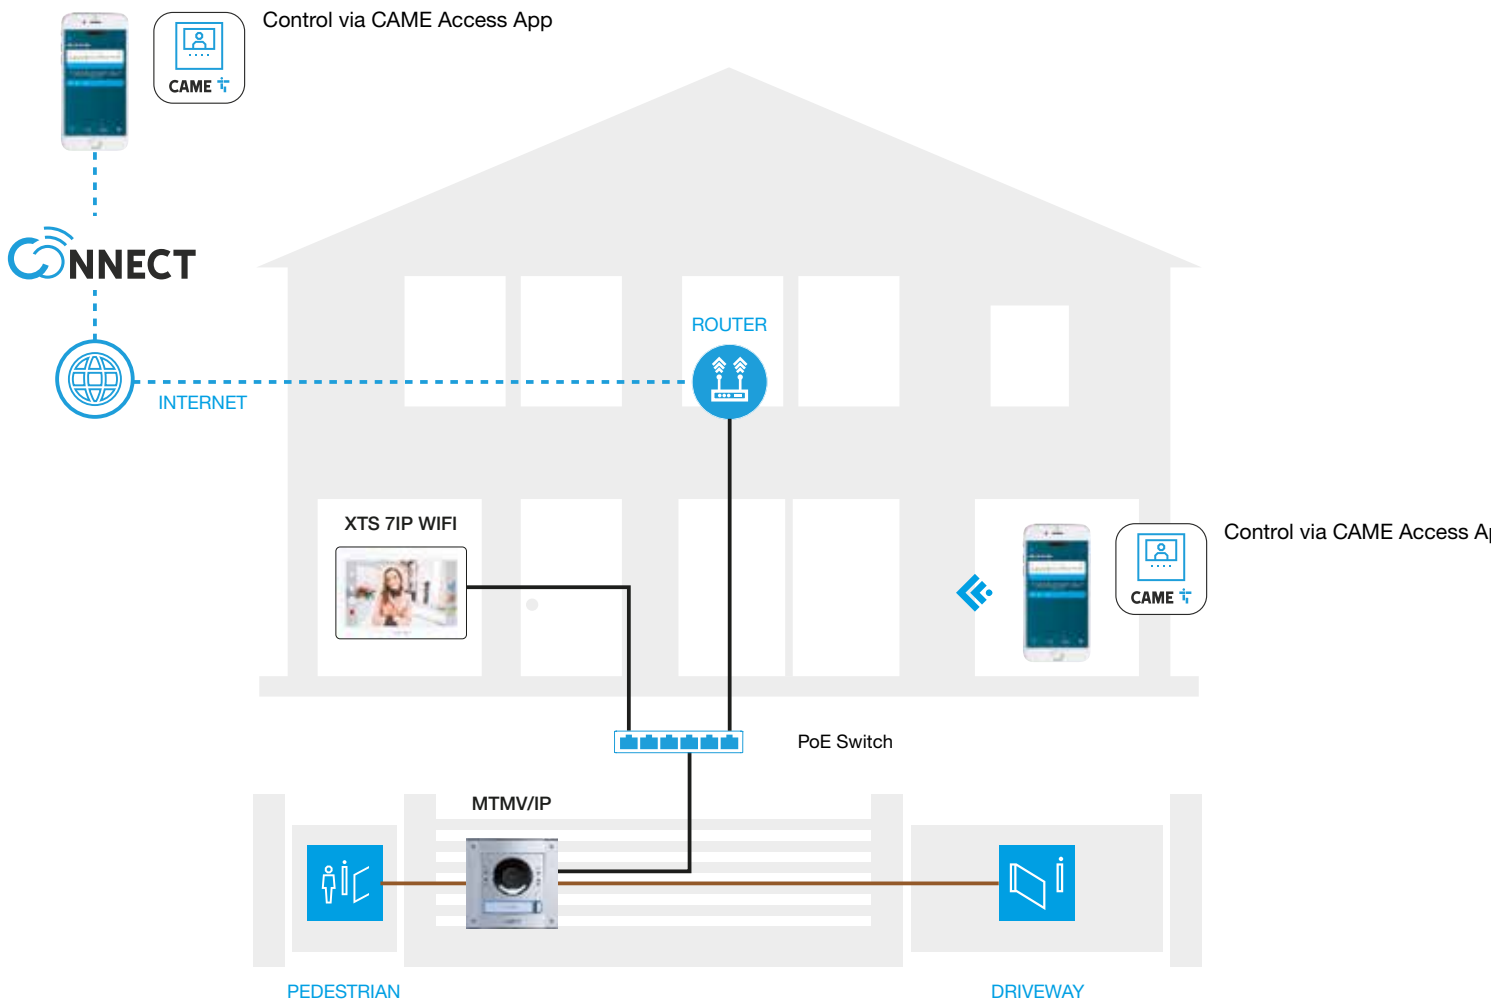 Control via CAME Access App
CAME
CONNECT
ROUTER
INTERNET
XTS 7IP WIFI
Control via CAME Access Ap
CAME
PoE Switch
MTMV/IP
PEDESTRIAN
DRIVEWAY